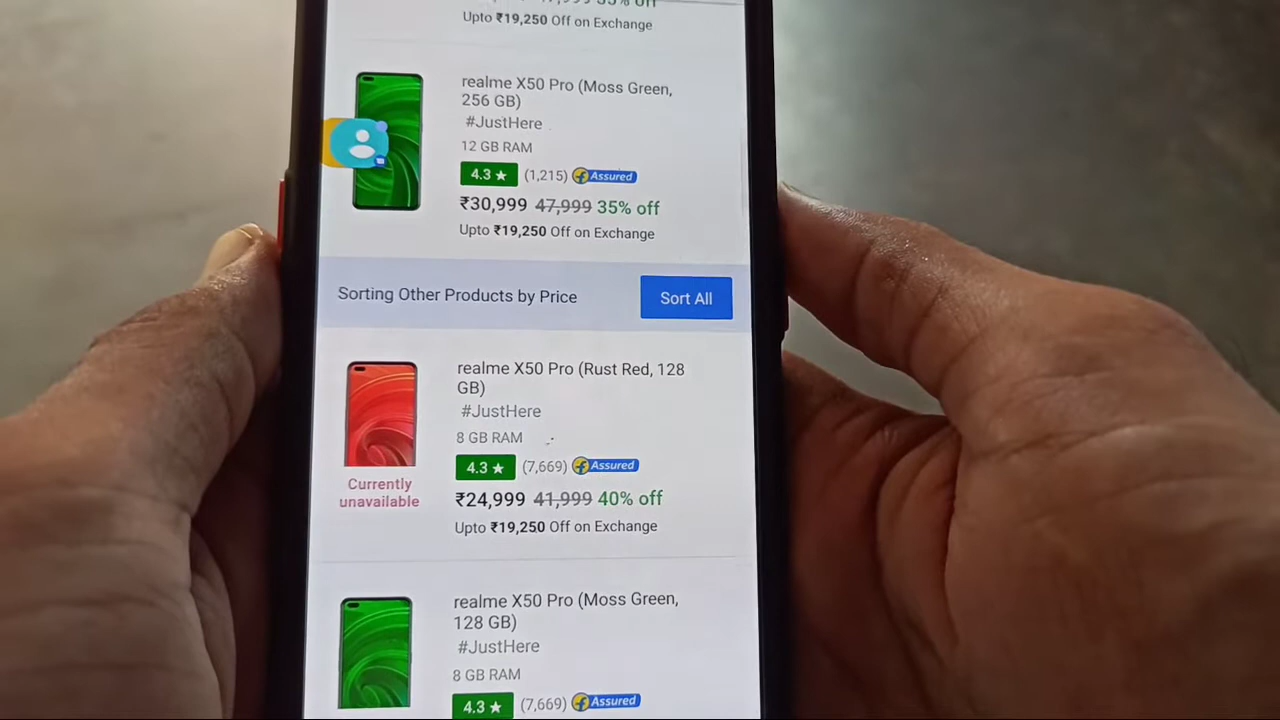 35% off
Upto ₹19,250 Off on Exchange
realme X50 Pro (Moss Green,
256 GB)
#JustHere
12 GB RAM
4.3 ★ (1,215) f Assured
₹30,999 47,999 35% off
Upto ₹19,250 Off on Exchange
Sorting Other Products by Price
Sort All
realme X50 Pro (Rust Red, 128
GB)
#JustHere
8 GB RAM
4.3 ★ (7,669) f Assured
Currently
unavailable
₹24,999 41,999 40% off
Upto ₹19,250 Off on Exchange
realme X50 Pro (Moss Green,
128 GB)
#JustHere
8 GB RAM
4.3 ★ (7,669) f Assured